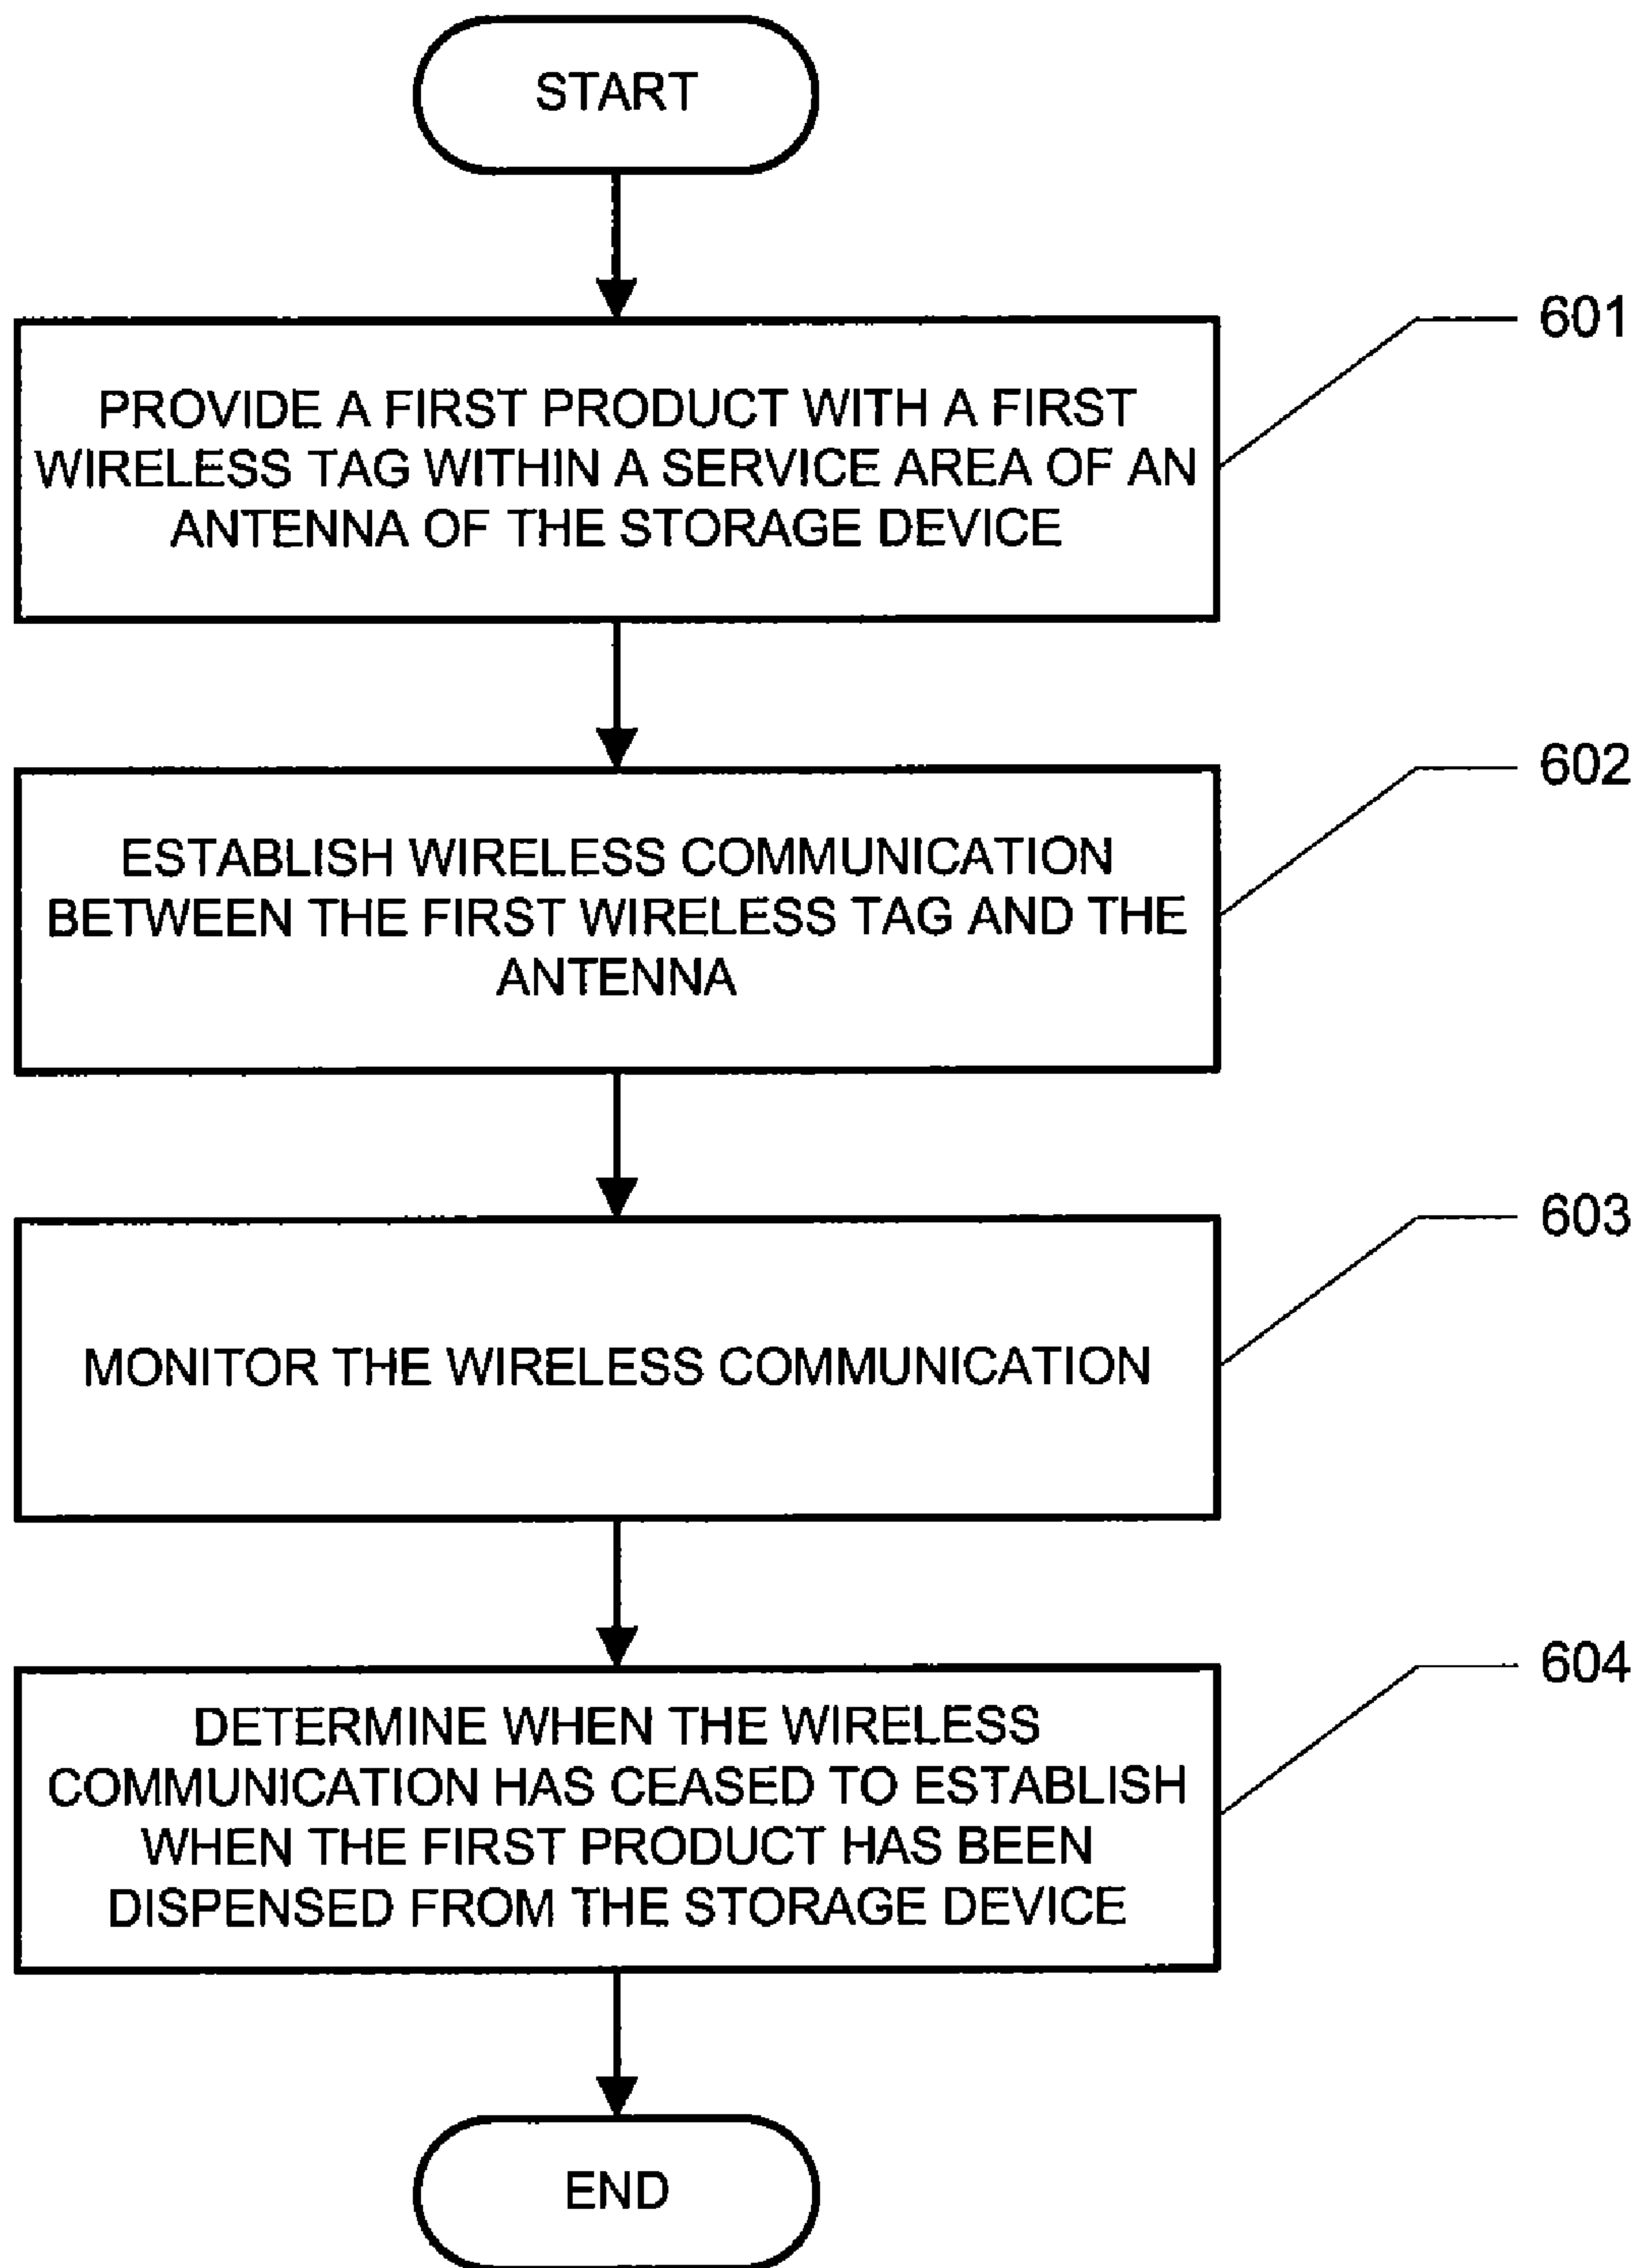 START
601
PROVIDE A FIRST PRODUCT WITH A FIRST
WIRELESS TAG WITHIN A SERVICE AREA OF AN
ANTENNA OF THE STORAGE DEVICE
602
ESTABLISH WIRELESS COMMUNICATION
BETWEEN THE FIRST WIRELESS TAG AND THE
ANTENNA
603
MONITOR THE WIRELESS COMMUNICATION
604
DETERMINE WHEN THE WIRELESS
COMMUNICATION HAS CEASED TO ESTABLISH
WHEN THE FIRST PRODUCT HAS BEEN
DISPENSED FROM THE STORAGE DEVICE
END